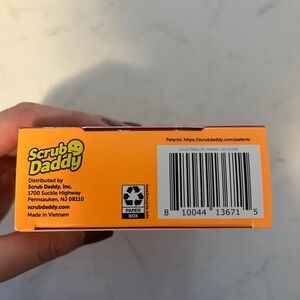 Scrub
Daddy
Distributed by
Scrub Daddy, Inc.
1700 Suckle Highway
Pennsauken, NJ 08110
scrubdaddy.com
Made in Vietnam
PAPER
BOX
Patents: https://scrubdaddy.com/patents
8 10044 13671 5